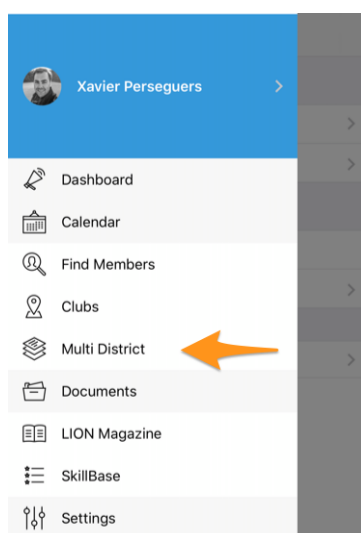 Xavier Perseguers
Dashboard
Calendar
Find Members
Clubs
Multi District
Documents
LION Magazine
SkillBase
Settings